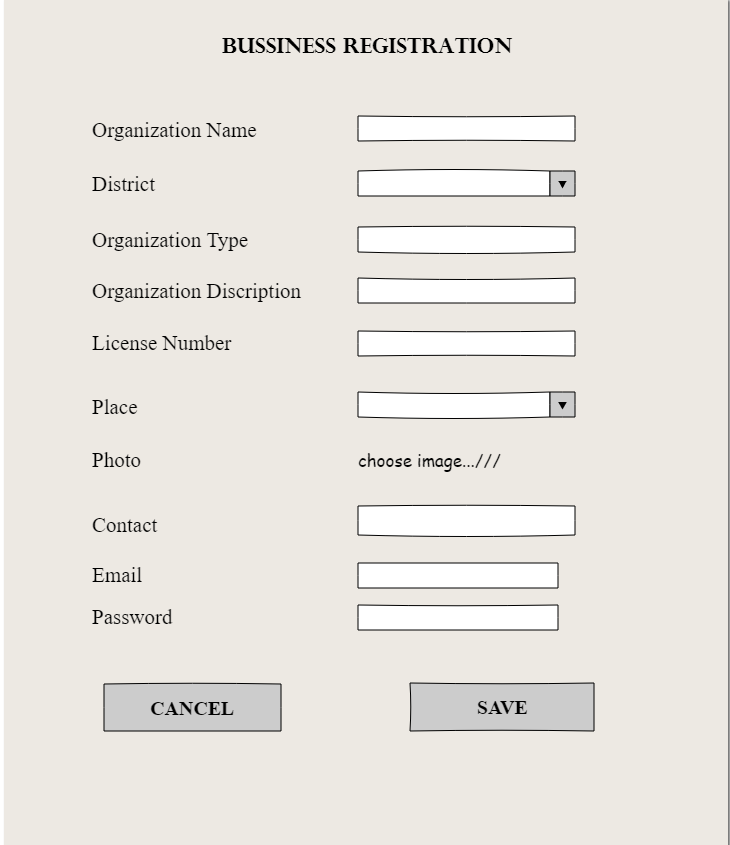 BUSSINESS REGISTRATION
Organization Name
District
Organization Type
Organization Discription
License Number
Place
Photo choose image...///
Contact
Email
Password
CANCEL SAVE